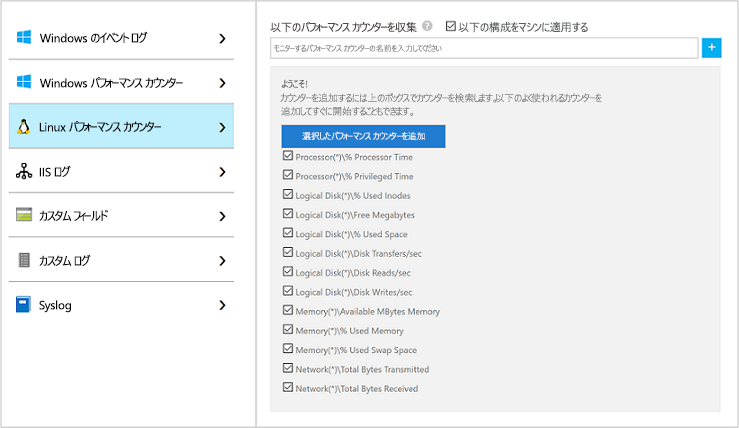 Windows のイベント ログ
Windows パフォーマンス カウンター
Linux パフォーマンス カウンター
IIS ログ
カスタム フィールド
カスタム ログ
Syslog
以下のパフォーマンス カウンターを収集 ? 以下の構成をマシンに適用する
モニターするパフォーマンス カウンターの名前を入力してください
+
ようこそ!
カウンターを追加するには上のボックスでカウンターを検索します。以下のよく使われるカウンターを
追加してすぐに開始することもできます。
選択したパフォーマンス カウンターを追加
Processor(*)\% Processor Time
Processor(*)\% Privileged Time
Logical Disk(*)\% Used Inodes
Logical Disk(*)\Free Megabytes
Logical Disk(*)\% Used Space
Logical Disk(*)\Disk Transfers/sec
Logical Disk(*)\Disk Reads/sec
Logical Disk(*)\Disk Writes/sec
Memory(*)\Available MBytes Memory
Memory(*)\% Used Memory
Memory(*)\% Used Swap Space
Network(*)\Total Bytes Transmitted
Network(*)\Total Bytes Received